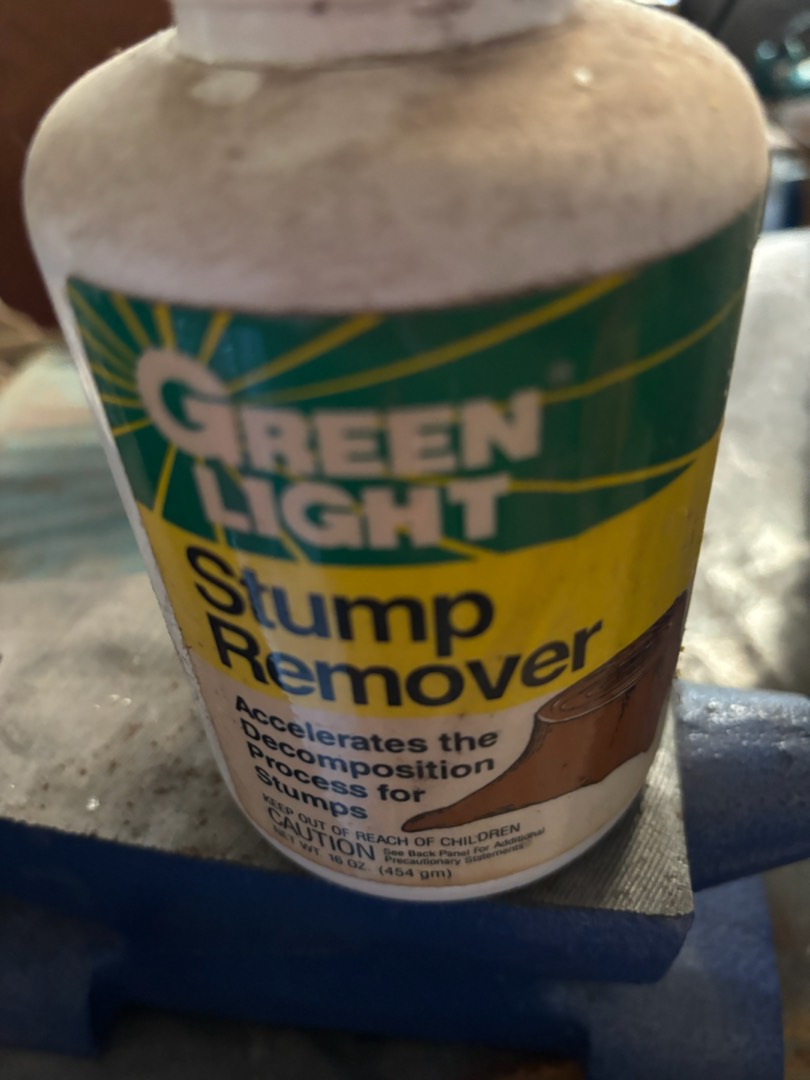 GREEN
LIGHT®
Stump
Remover
Accelerates the
Decomposition
Process for
Stumps
KEEP OUT OF REACH OF CHILDREN
CAUTION See Back Panel For Additional
Precautionary Statements
NET WT. 16 OZ. (454 gm)